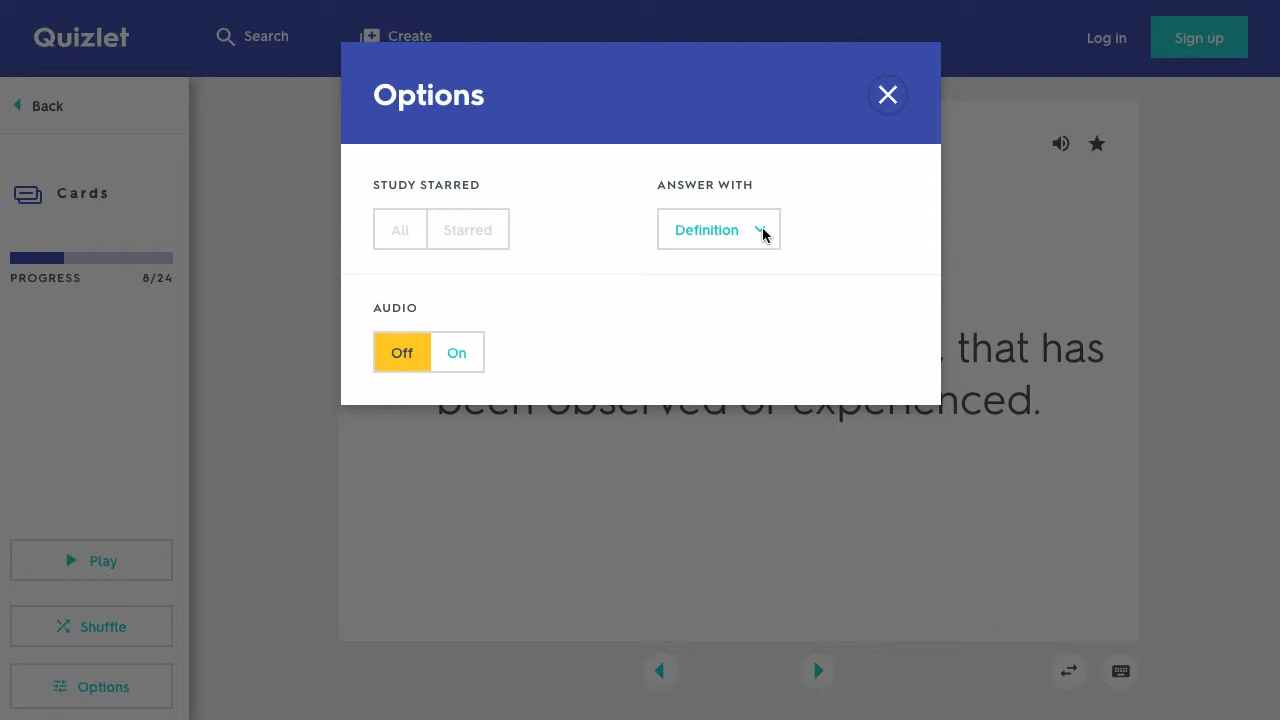 Quizlet
Search
Create
Log in
Sign up
Back
Cards
PROGRESS 8/24
Play
Shuffle
Options
Options
STUDY STARRED
All Starred
ANSWER WITH
Definition
AUDIO
Off On
that has
been observed or experienced.